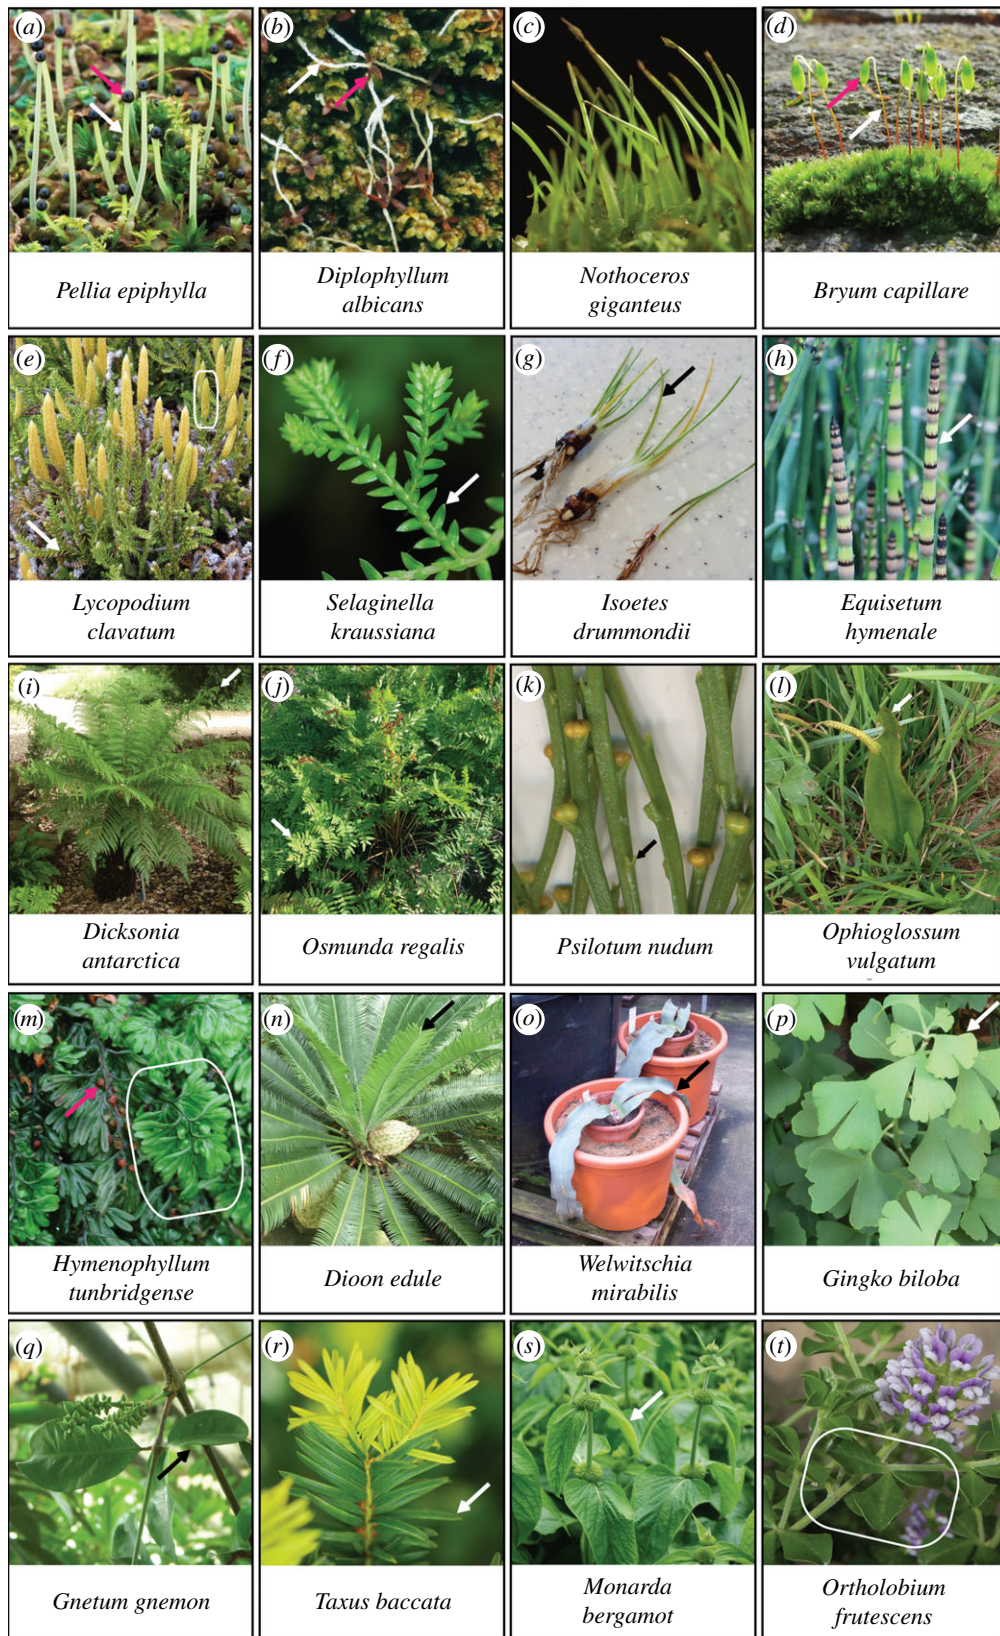 (a) (b) (c) (d)
Pellia epiphylla
Diplophyllum
albicans
Nothoceros
giganteus
Bryum capillare
(e) (f) (g) (h)
Lycopodium
clavatum
Selaginella
kraussiana
Isoetes
drummondii
Equisetum
hymenale
(i) (j) (k) (l)
Dicksonia
antarctica
Osmunda regalis
Psilotum nudum
Ophioglossum
vulgatum
(m) (n) (o) (p)
Hymenophyllum
tunbridgense
Dioon edule
Welwitschia
mirabilis
Gingko biloba
(q) (r) (s) (t)
Gnetum gnemon
Taxus baccata
Monarda
bergamot
Ortholobium
frutescens